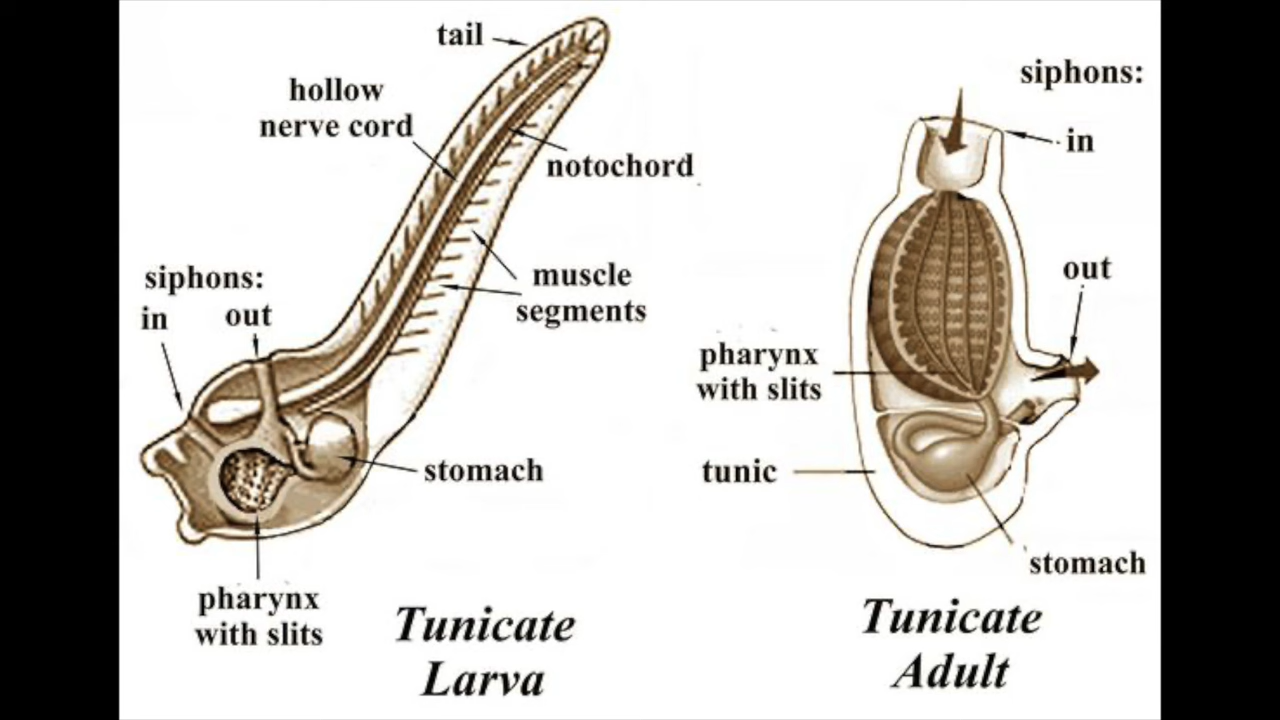 tail
hollow
nerve cord
notochord
muscle
segments
siphons:
in
out
stomach
pharynx
with slits
Tunicate
Larva
siphons:
in
out
pharynx
with slits
tunic
stomach
Tunicate
Adult